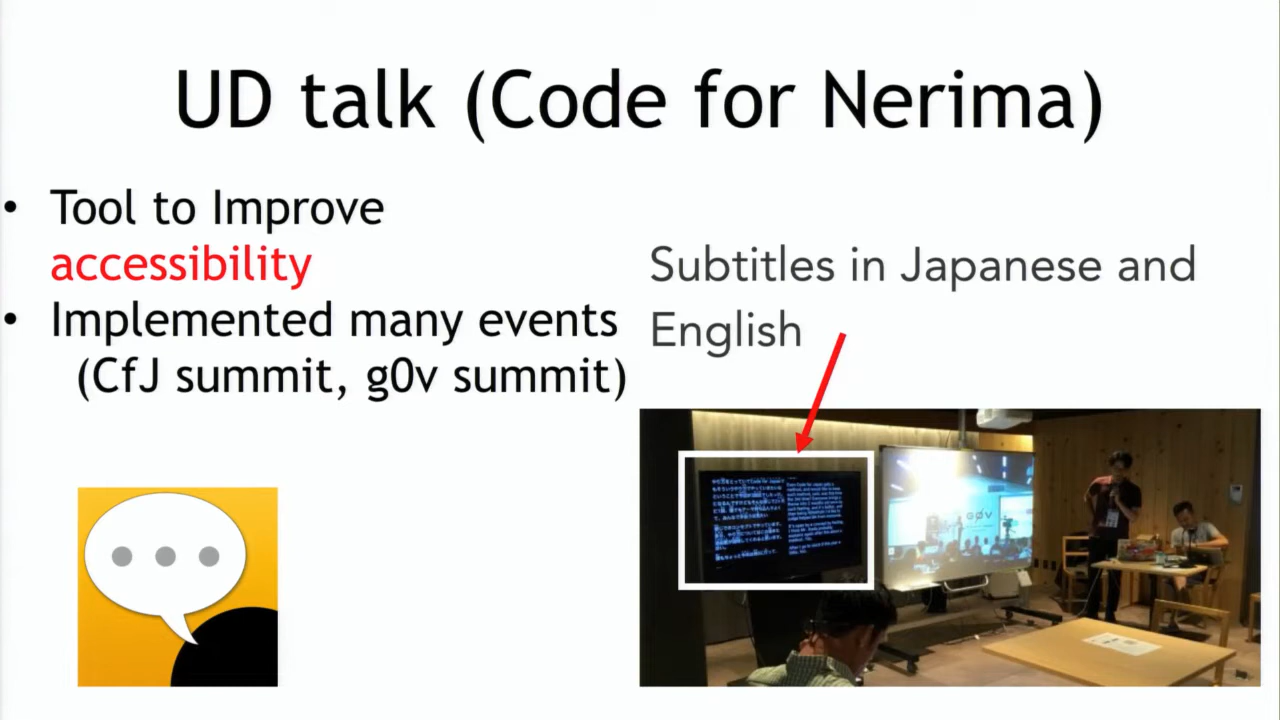 UD talk (Code for Nerima)
• Tool to Improve
accessibility
• Implemented many events
(CfJ summit, g0v summit)
Subtitles in Japanese and
English
g0v